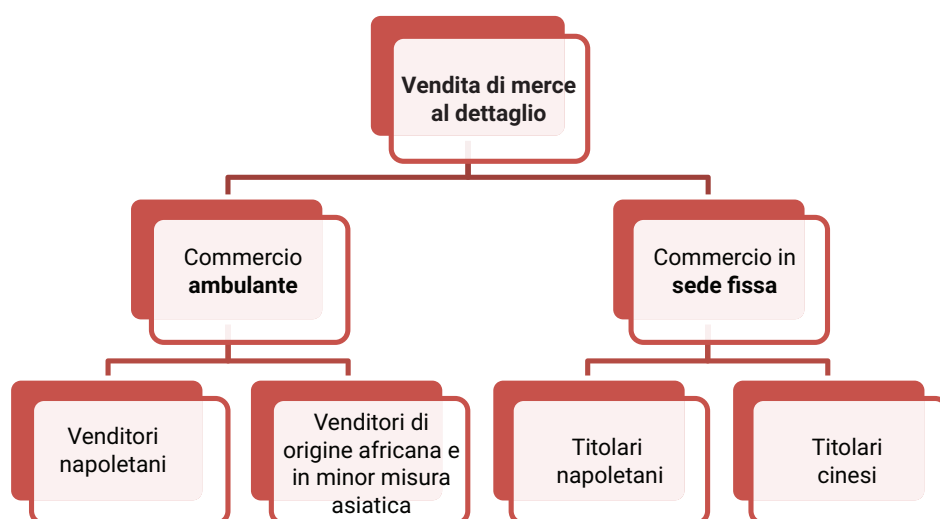 Vendita di merce
al dettaglio
Commercio
ambulante
Commercio in
sede fissa
Venditori
napoletani
Venditori di
origine africana e
in minor misura
asiatica
Titolari
napoletani
Titolari
cinesi